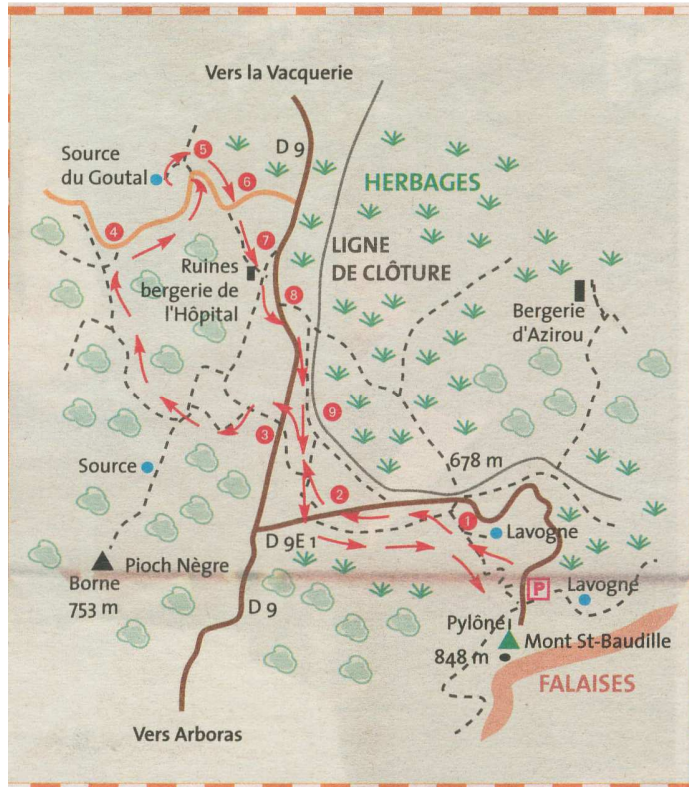 Vers la Vacquerie
D 9
Source
du Goutal
5
6
HERBAGES
4
7
LIGNE
DE CLÔTURE
Ruines
bergerie de
l'Hôpital
8
Bergerie
d'Azirou
9
3
678 m
Source
2
1
Lavogne
D 9E1
Pioch Nègre
Borne
753 m
P
Lavogne
D 9
Pylône
Mont St-Baudille
848 m
FALAISES
Vers Arboras